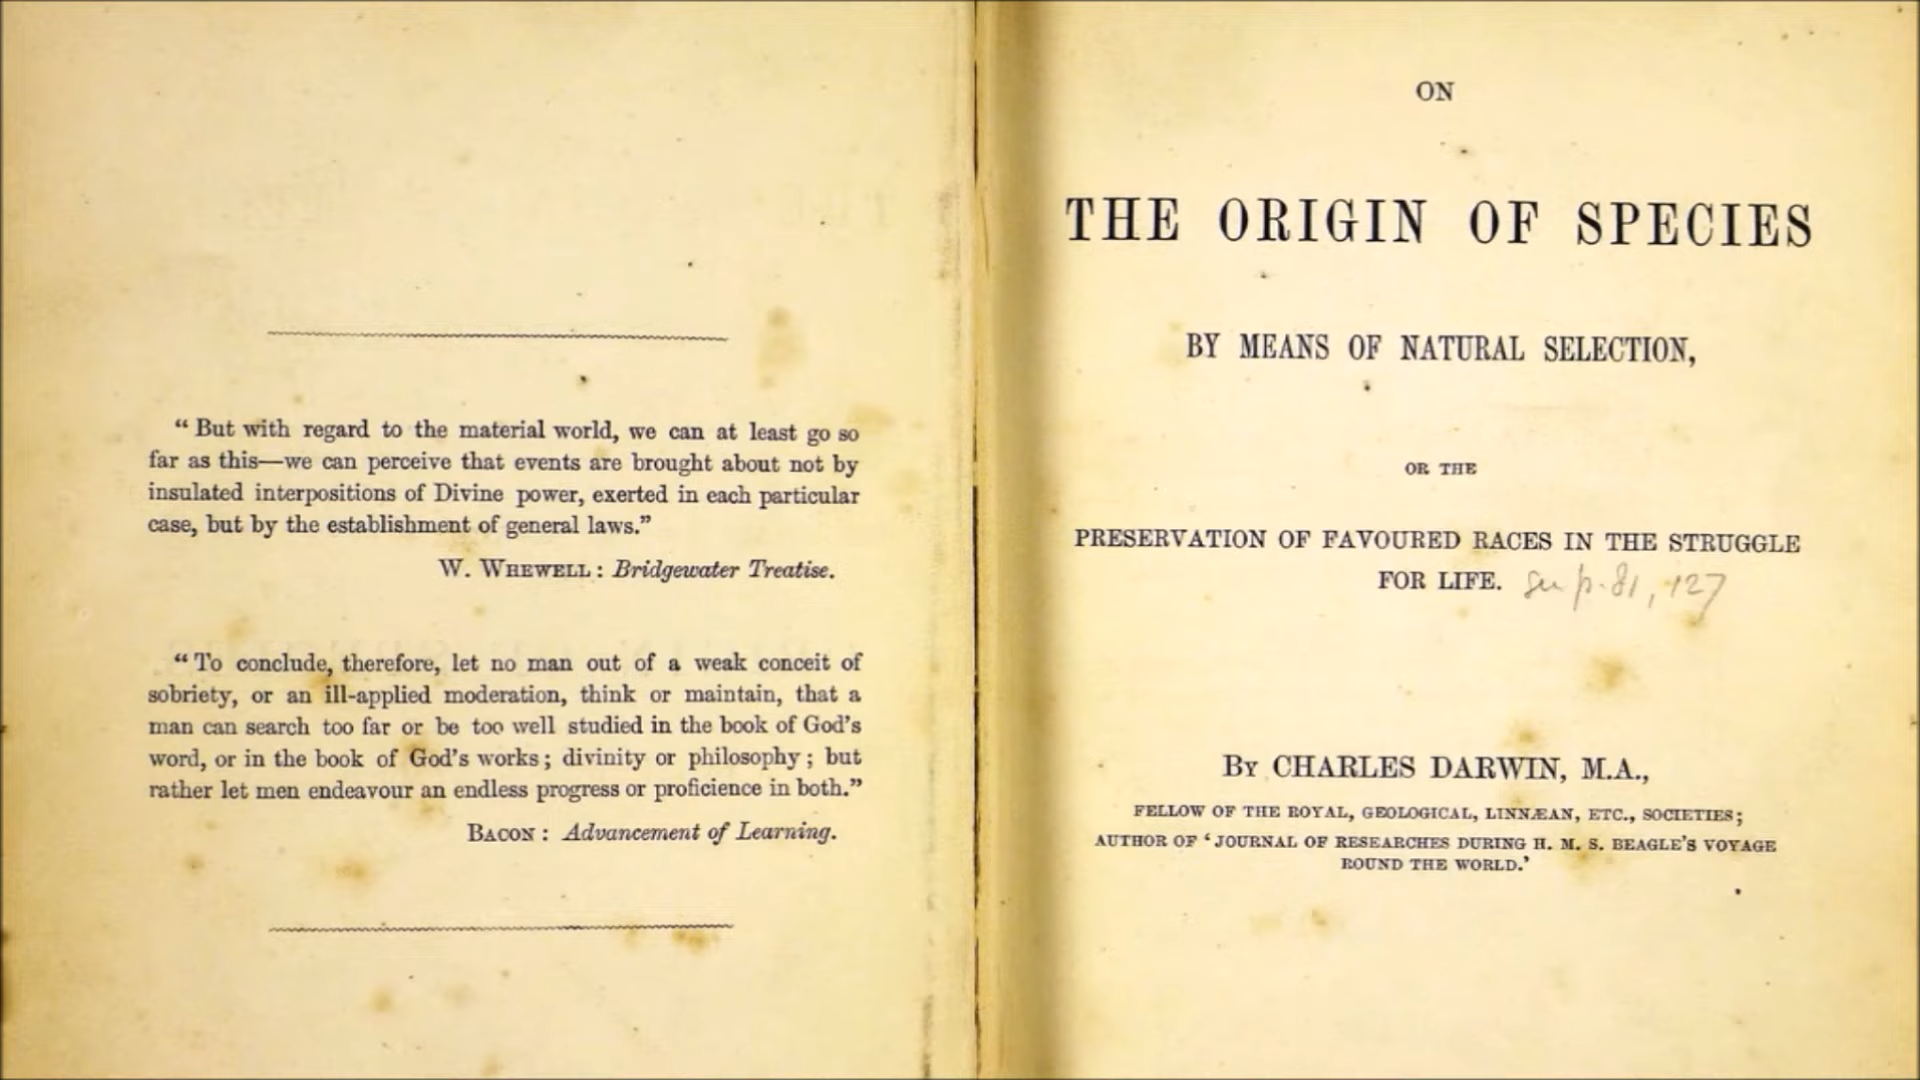 “ But with regard to the material world, we can at least go so
far as this—we can perceive that events are brought about not by
insulated interpositions of Divine power, exerted in each particular
case, but by the establishment of general laws.”
W. WHEWELL : Bridgewater Treatise.
“ To conclude, therefore, let no man out of a weak conceit of
sobriety, or an ill-applied moderation, think or maintain, that a
man can search too far or be too well studied in the book of God’s
word, or in the book of God’s works ; divinity or philosophy ; but
rather let men endeavour an endless progress or proficience in both.”
BACON : Advancement of Learning.
ON
THE ORIGIN OF SPECIES
BY MEANS OF NATURAL SELECTION,
OR THE
PRESERVATION OF FAVOURED RACES IN THE STRUGGLE
FOR LIFE. p. 81, 127
By CHARLES DARWIN, M.A.,
FELLOW OF THE ROYAL, GEOLOGICAL, LINNÆAN, ETC., SOCIETIES ;
AUTHOR OF ‘ JOURNAL OF RESEARCHES DURING H. M. S. BEAGLE’S VOYAGE
ROUND THE WORLD.’